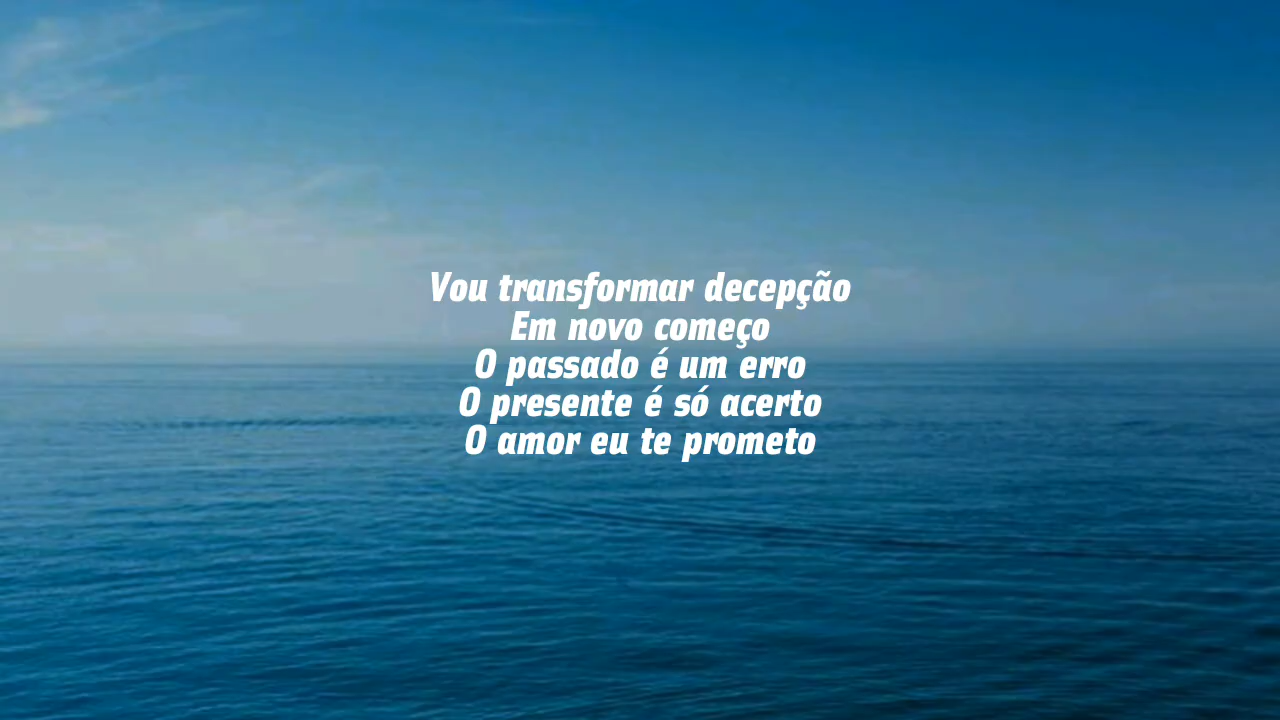 Vou transformar decepção
Em novo começo
O passado é um erro
O presente é só acerto
O amor eu te prometo